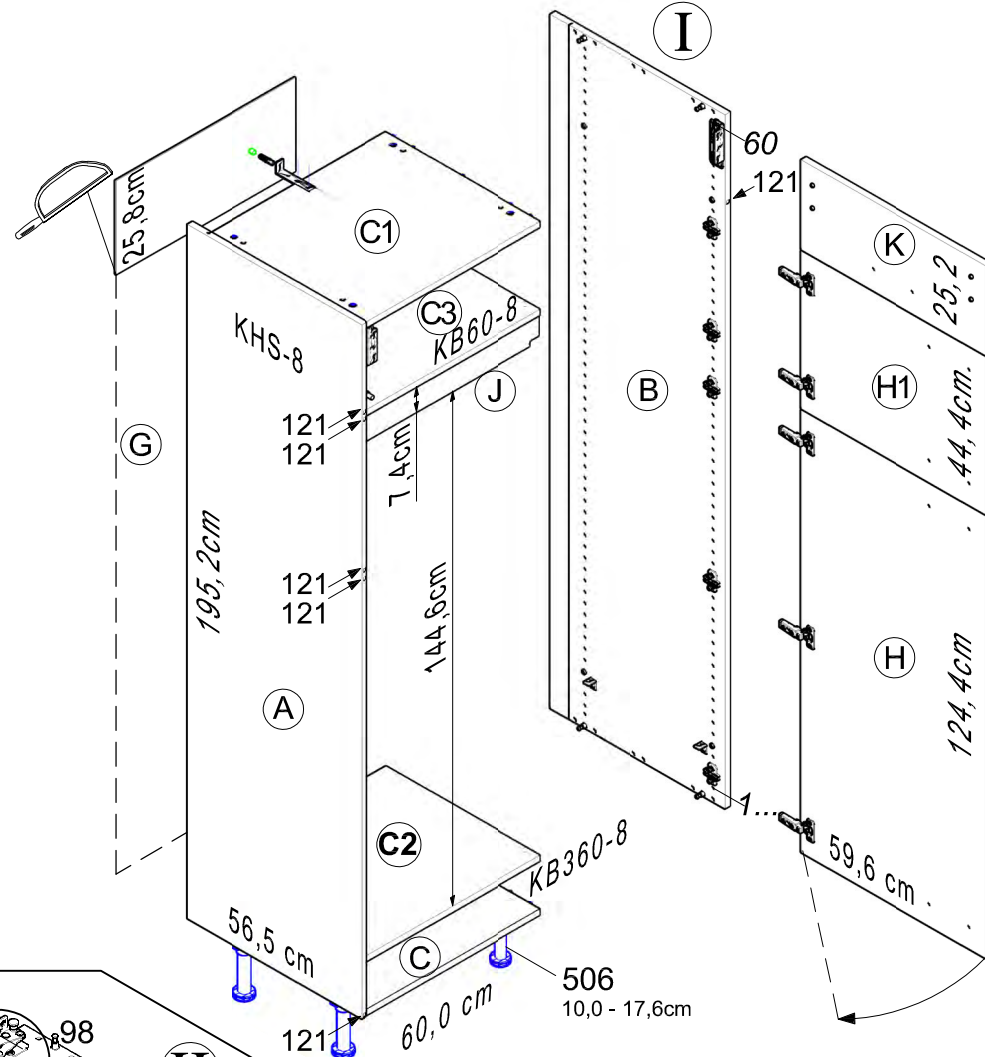 I
60
121
25,8cm
C1
K
25,2
C3
KB60-8
KHS-8
J
B
H1
44,4cm.
121
121
G
7,4cm
195,2cm
121
121
144,6cm
A
H
124,4cm
1...
C2
KB360-8
59,6 cm
56,5 cm
C
506
10,0 - 17,6cm
60,0 cm
121
98